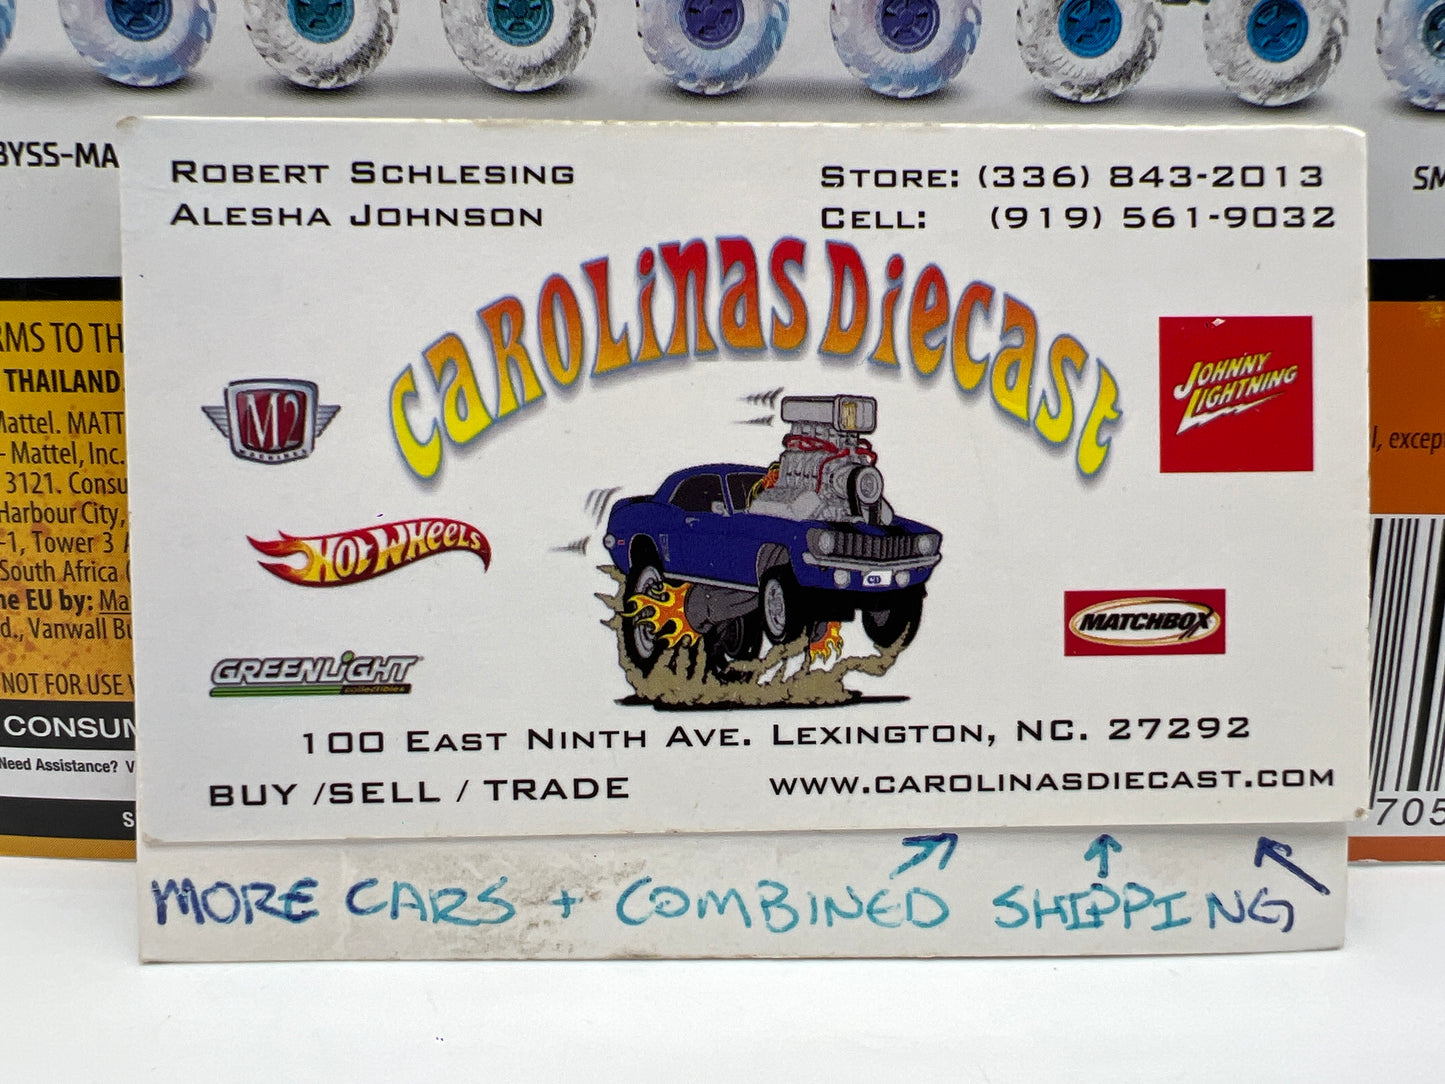 BYSS-MA
SM
ROBERT SCHLESING
ALESHA JOHNSON
STORE: (336) 843-2013
CELL: (919) 561-9032
CAROLINAS DIECAST
M2
MACHINES
JOHNNY
LIGHTNING
HOT WHEELS
MATCHBOX
GREENLIGHT
collectibles
100 EAST NINTH AVE. LEXINGTON, NC. 27292
BUY /SELL / TRADE
WWW.CAROLINASDIECAST.COM
MORE CARS + COMBINED SHIPPING
RMS TO TH
THAILAND
Mattel. MATT
- Mattel, Inc.
3121. Consu
Harbour City,
-1, Tower 3
South Africa (
he EU by: Ma
d., Vanwall Bu
NOT FOR USE
CONSUM
Need Assistance? V
S
l, excep
705